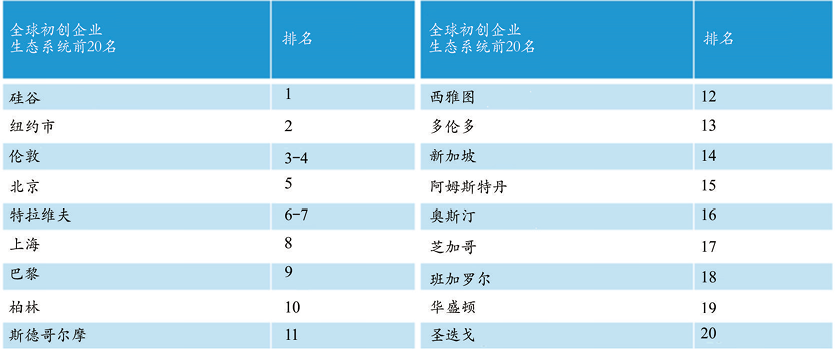 全球初创企业
生态系统前20名
排名
硅谷 1
纽约市 2
伦敦 3-4
北京 5
特拉维夫 6-7
上海 8
巴黎 9
柏林 10
斯德哥尔摩 11
全球初创企业
生态系统前20名
排名
西雅图 12
多伦多 13
新加坡 14
阿姆斯特丹 15
奥斯汀 16
芝加哥 17
班加罗尔 18
华盛顿 19
圣迭戈 20